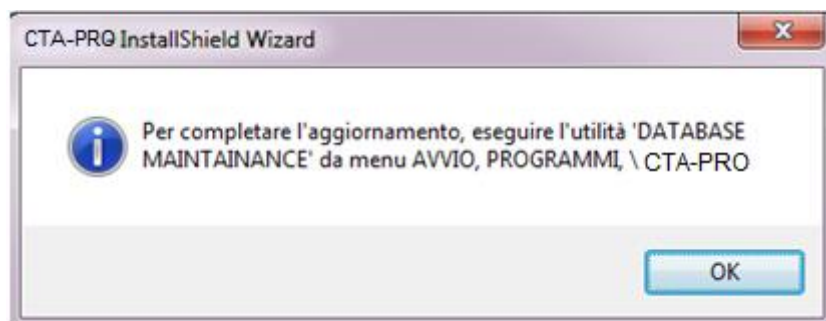 CTA-PRO InstallShield Wizard
Per completare l'aggiornamento, eseguire l'utilità 'DATABASE
MAINTAINANCE' da menu AVVIO, PROGRAMMI, \ CTA-PRO
OK